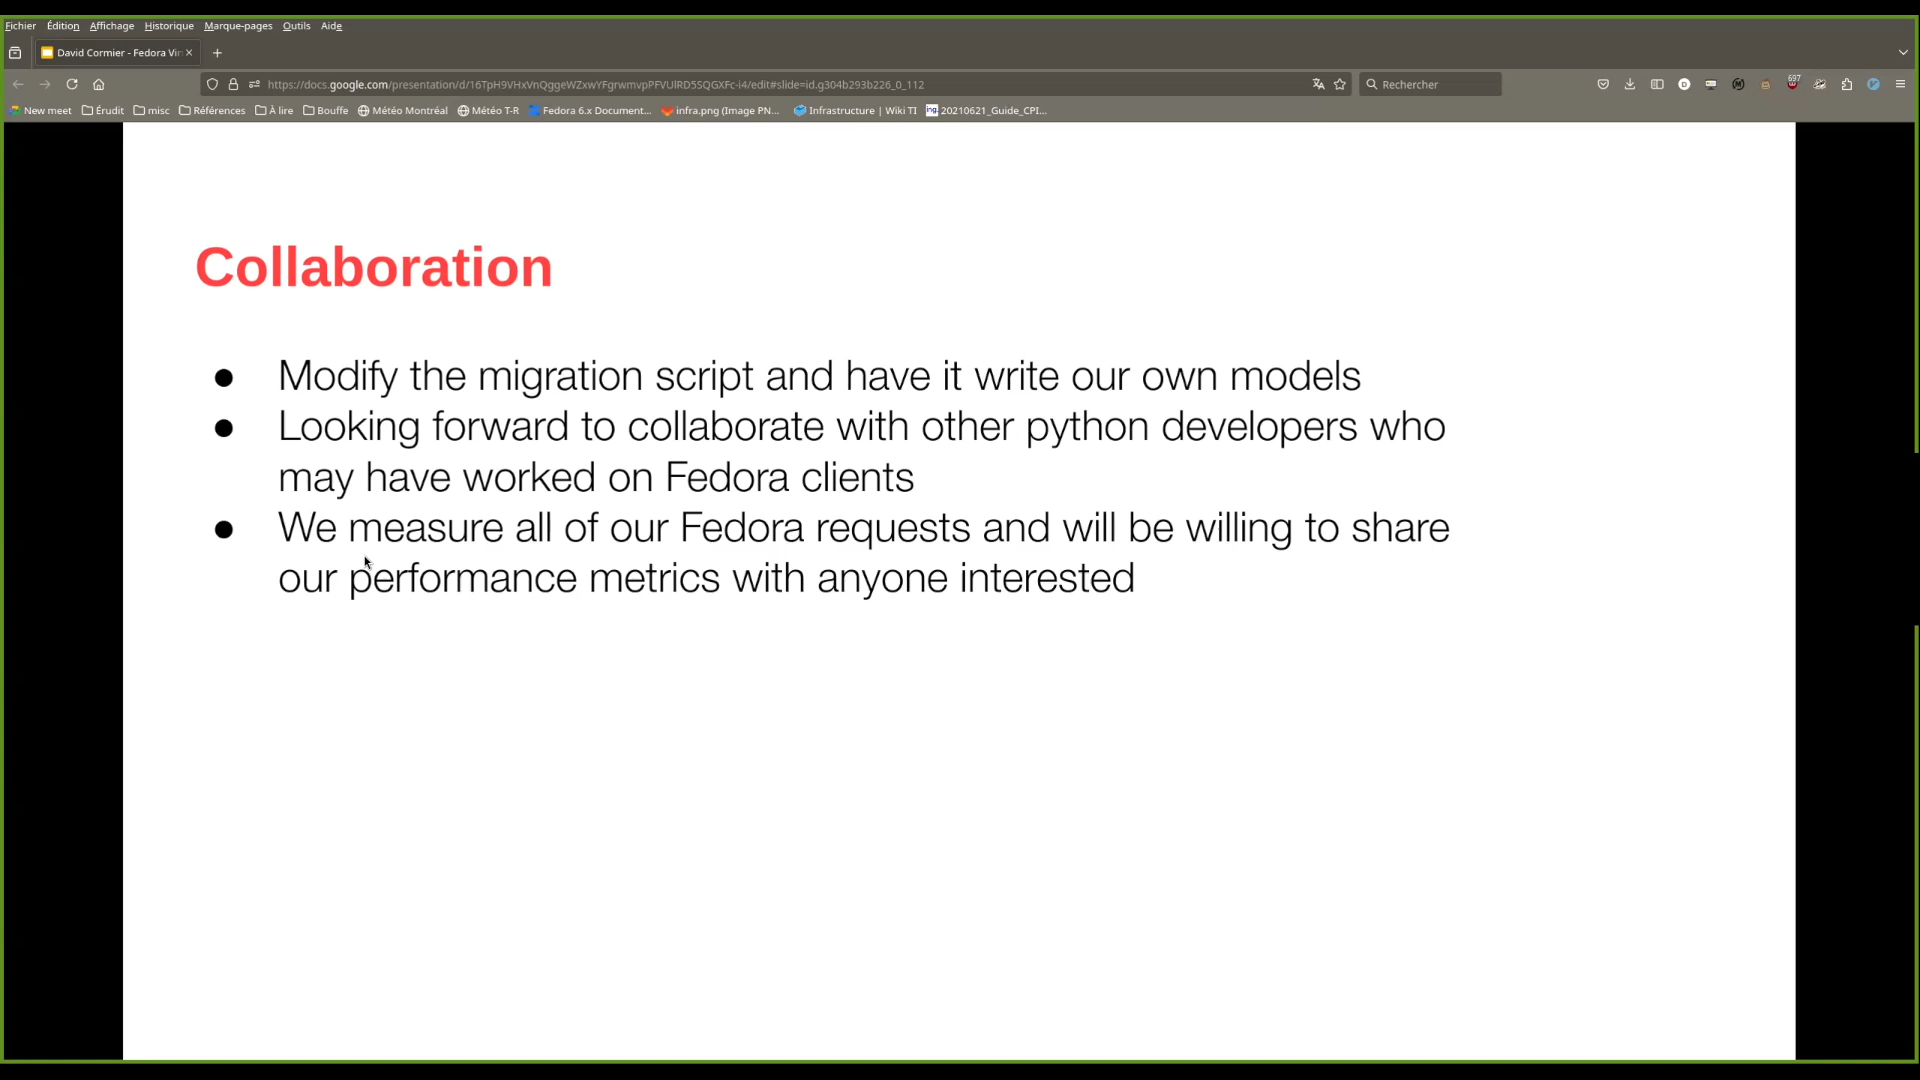 Fichier Édition Affichage Historique Marque-pages Outils Aide
David Cormier - Fedora Vir
https://docs.google.com/presentation/d/16TpH9VHxVnQggeWZxwYFgrwmvpPFVUlRD5SQGXFc-i4/edit#slide=id.g304b293b226_0_112
Rechercher
697
New meet Érudit misc Références À lire Bouffe Météo Montréal Météo T-R Fedora 6.x Document... infra.png (Image PN... Infrastructure | Wiki TI 20210621_Guide_CPI...
Collaboration
● Modify the migration script and have it write our own models
● Looking forward to collaborate with other python developers who
may have worked on Fedora clients
● We measure all of our Fedora requests and will be willing to share
our performance metrics with anyone interested